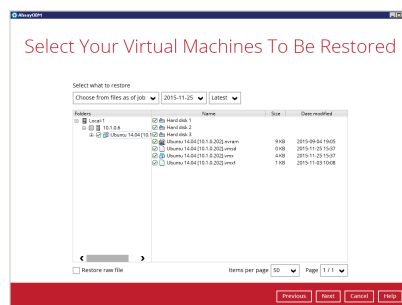 AhsayOBM
Select Your Virtual Machines To Be Restored
Select what to restore
Choose from files as of job 2015-11-25 Latest
Folders Name Size Date modified
Local-1 Hard disk 1
10.1.0.6 Hard disk 2
Ubuntu 14.04 [10.1 Hard disk 3
Ubuntu 14.04 [10.1.0.202].nvram 9 KB 2015-09-04 19:05
Ubuntu 14.04 [10.1.0.202].vmsd 0 KB 2015-11-25 15:37
Ubuntu 14.04 [10.1.0.202].vmx 4 KB 2015-11-25 15:37
Ubuntu 14.04 [10.1.0.202].vmxf 1 KB 2015-11-03 10:08
Restore raw file Items per page 50 Page 1 / 1
Previous Next Cancel Help